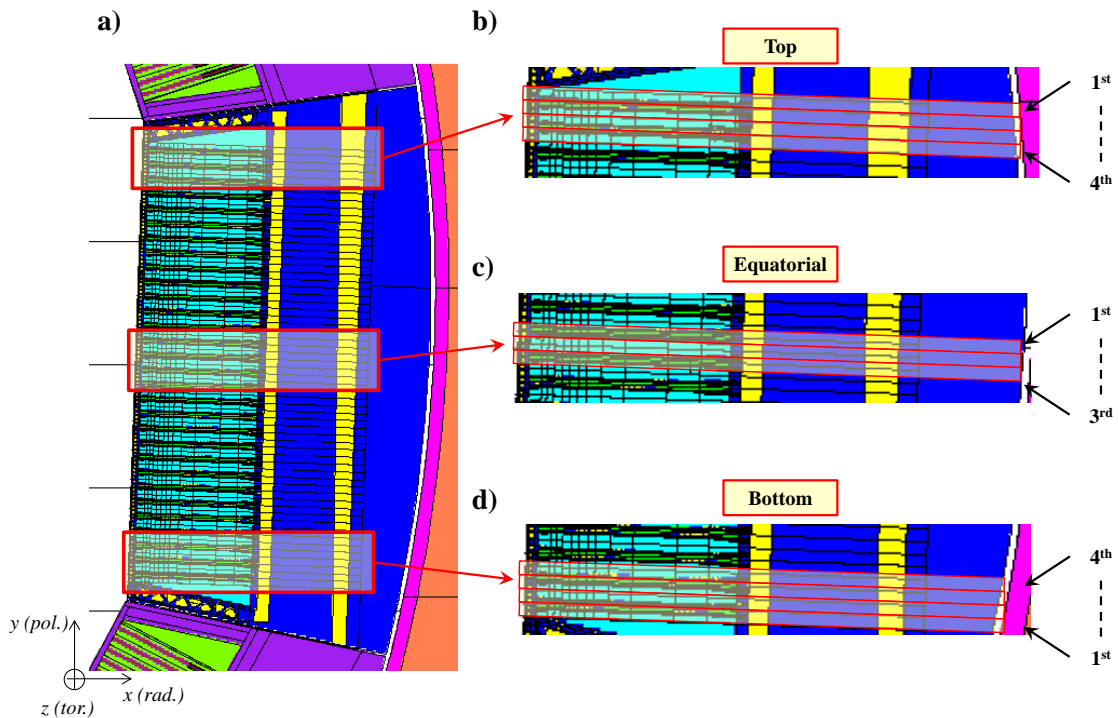 a)
b)
Top
1st
4th
c)
Equatorial
1st
3rd
d)
Bottom
4th
1st
y (pol.)
x (rad.)
z (tor.)